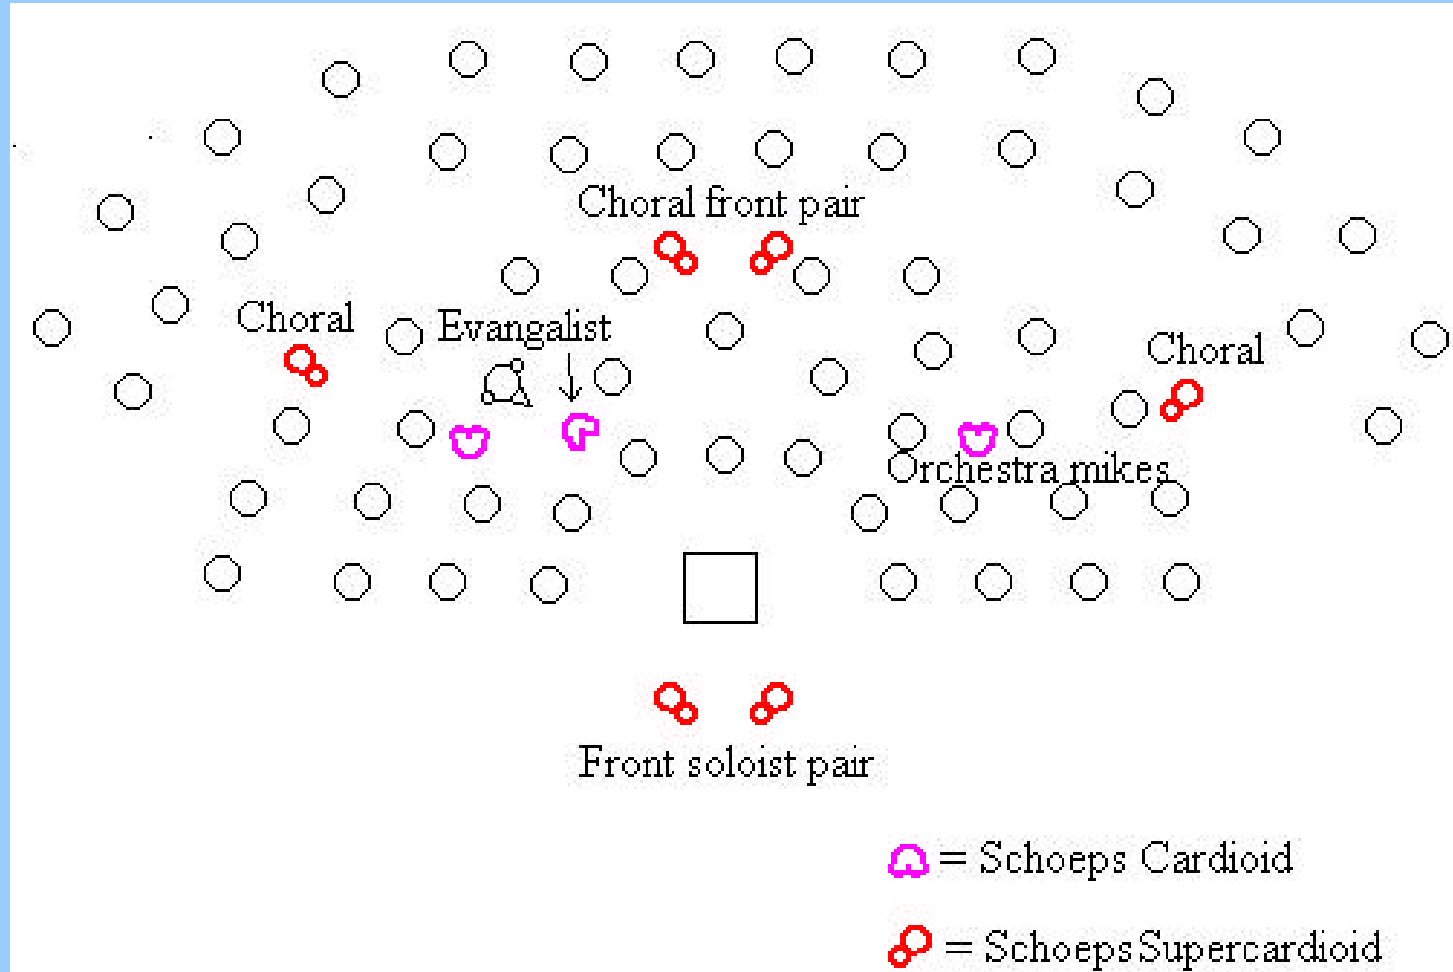 Choral front pair
Choral
Evangalist
Choral
Orchestra mikes
Front soloist pair
= Schoeps Cardioid
= Schoeps Supercardioid